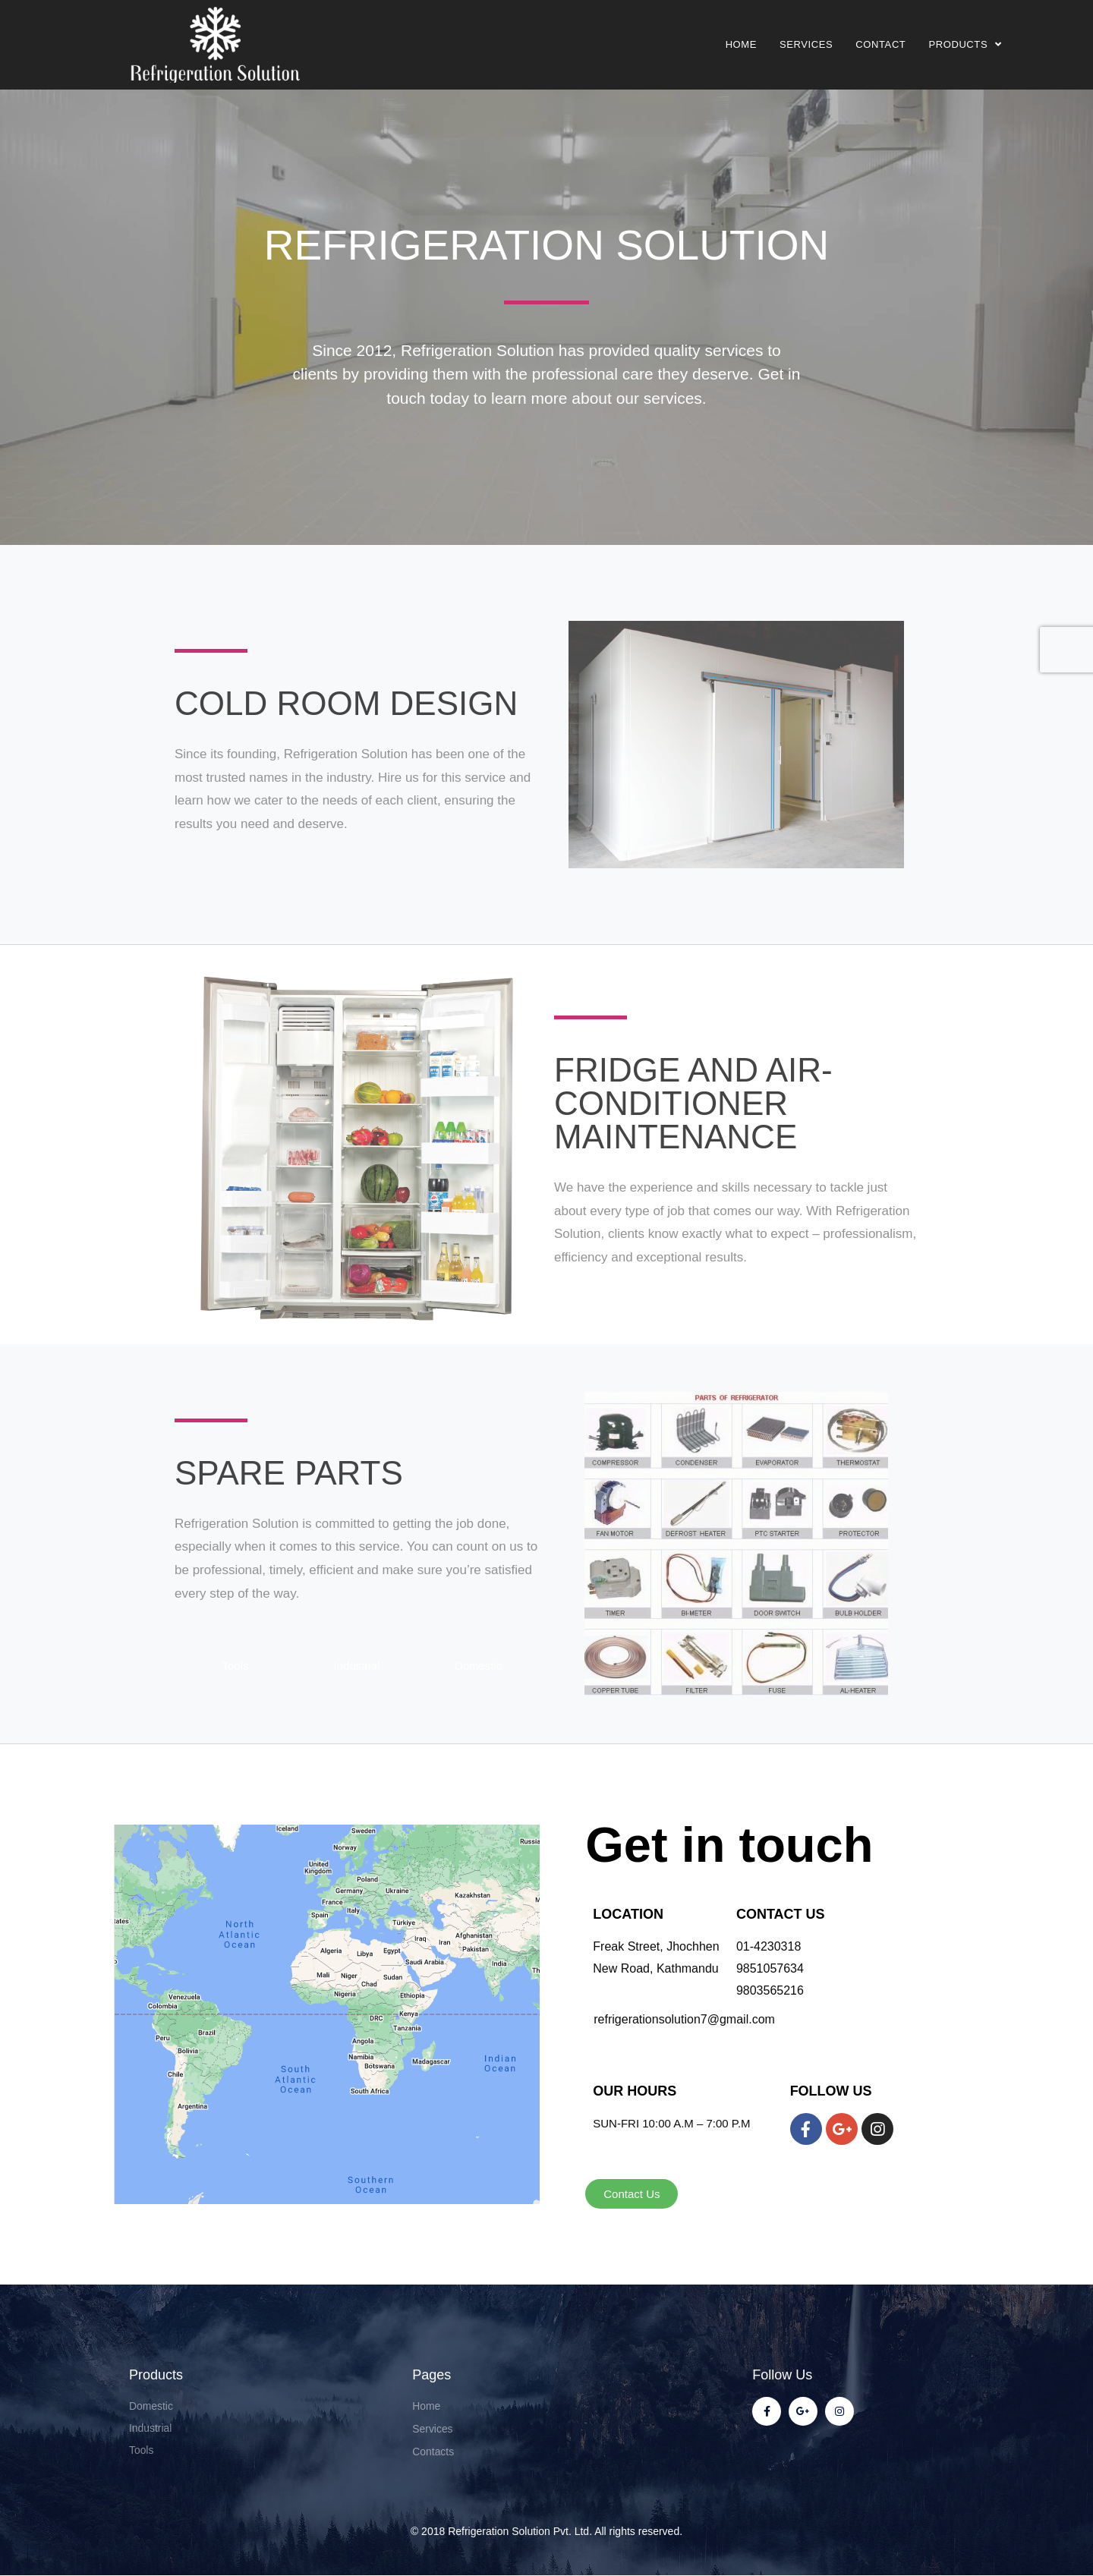 Refrigeration Solution
HOME SERVICES CONTACT PRODUCTS
REFRIGERATION SOLUTION
Since 2012, Refrigeration Solution has provided quality services to
clients by providing them with the professional care they deserve. Get in
touch today to learn more about our services.
COLD ROOM DESIGN
Since its founding, Refrigeration Solution has been one of the
most trusted names in the industry. Hire us for this service and
learn how we cater to the needs of each client, ensuring the
results you need and deserve.
FRIDGE AND AIR-
CONDITIONER
MAINTENANCE
We have the experience and skills necessary to tackle just
about every type of job that comes our way. With Refrigeration
Solution, clients know exactly what to expect – professionalism,
efficiency and exceptional results.
SPARE PARTS
Refrigeration Solution is committed to getting the job done,
especially when it comes to this service. You can count on us to
be professional, timely, efficient and make sure you're satisfied
every step of the way.
PARTS OF REFRIGERATOR
COMPRESSOR CONDENSER EVAPORATOR THERMOSTAT
FAN MOTOR DEFROST HEATER PTC STARTER PROTECTOR
TIMER BI-METER DOOR SWITCH BULB HOLDER
COPPER TUBE FILTER FUSE AL-HEATER
Iceland
Sweden
Russia
Norway
United
Kingdom
Poland
Germany
Ukraine
Kazakhstan
France
Italy
Spain
Türkiye
North
Atlantic
Ocean
Iraq
Iran
Afghanistan
Pakistan
Algeria
Libya
Egypt
Saudi Arabia
India
Mali
Niger
Chad
Sudan
Nigeria
Ethiopia
Venezuela
Colombia
DRC
Kenya
Tanzania
Peru
Brazil
Bolivia
Angola
Namibia
Botswana
Madagascar
Indian
Ocean
Chile
South
Atlantic
Ocean
South Africa
Argentina
Southern
Ocean
Get in touch
LOCATION
Freak Street, Jhochhen
New Road, Kathmandu
CONTACT US
01-4230318
9851057634
9803565216
refrigerationsolution7@gmail.com
OUR HOURS
SUN-FRI 10:00 A.M – 7:00 P.M
FOLLOW US
Contact Us
Products
Domestic
Industrial
Tools
Pages
Home
Services
Contacts
Follow Us
© 2018 Refrigeration Solution Pvt. Ltd. All rights reserved.